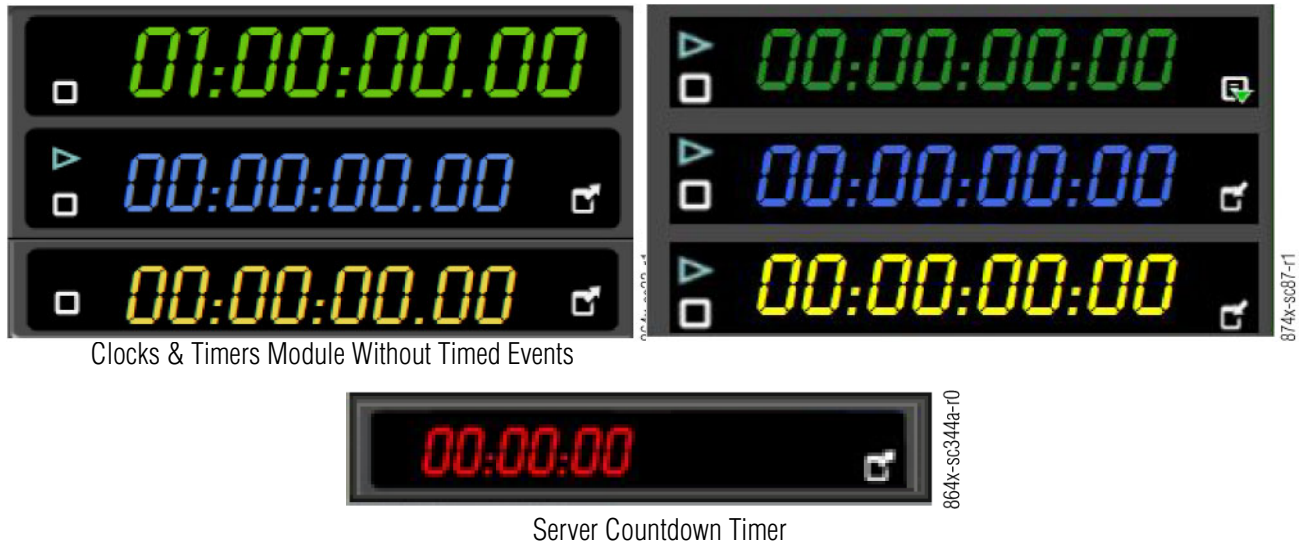 01:00:00.00
00:00:00.00
00:00:00.00
00:00:00:00
00:00:00:00
00:00:00:00
874x-sc87-r1
Clocks & Timers Module Without Timed Events
00:00:00
864x-sc344a-r0
Server Countdown Timer